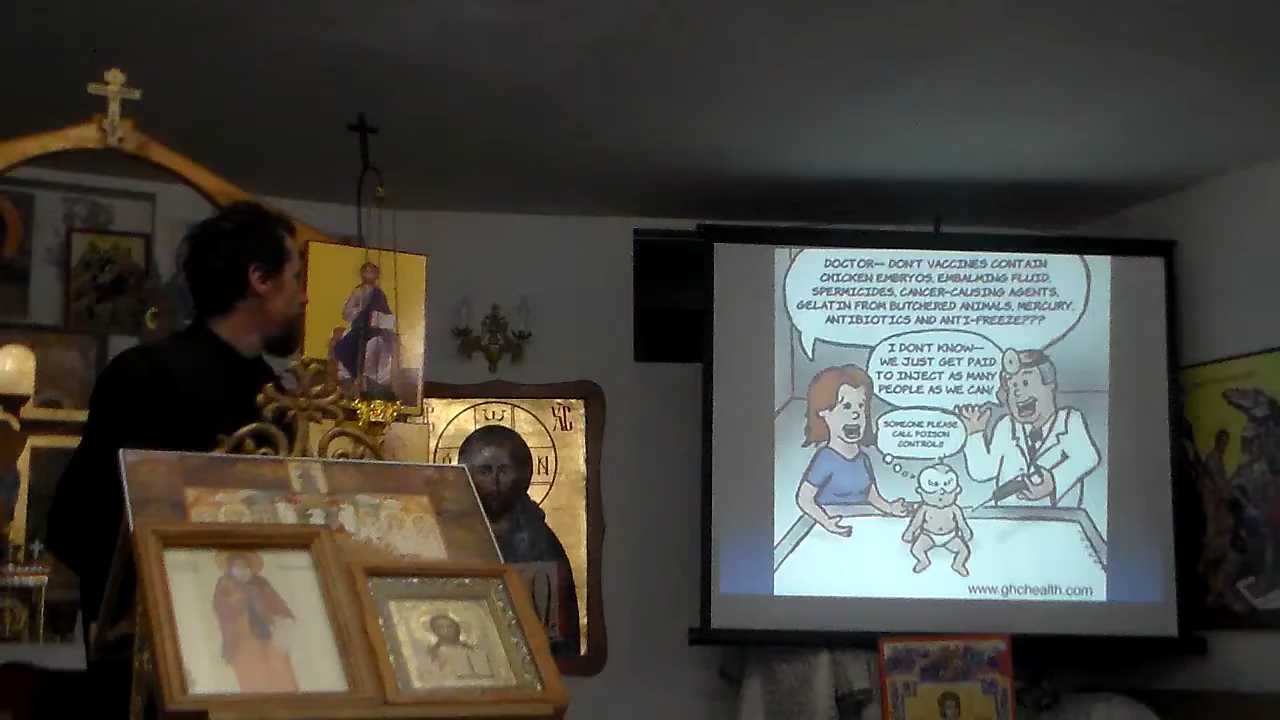 DOCTOR— DON'T VACCINES CONTAIN
CHICKEN EMBRYOS, EMBALMING FLUID,
SPERMICIDES, CANCER-CAUSING AGENTS,
GELATIN FROM BUTCHERED ANIMALS, MERCURY,
ANTIBIOTICS AND ANTI-FREEZE???
I DON'T KNOW—
WE JUST GET PAID
TO INJECT AS MANY
PEOPLE AS WE CAN!
SOMEONE PLEASE
CALL POISON
CONTROL!!
www.ghchealth.com